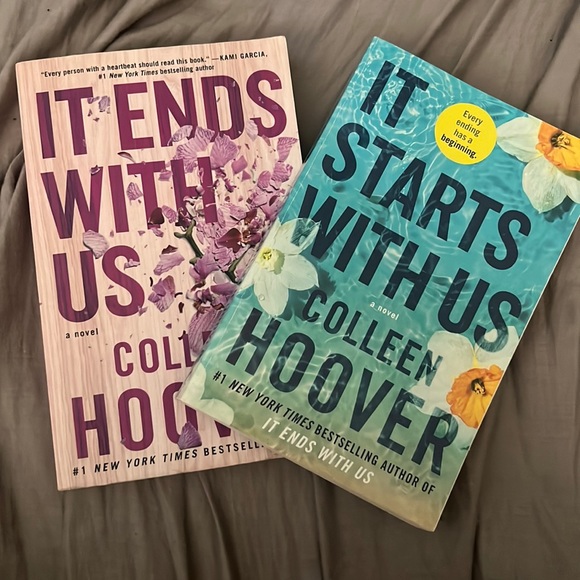 "Every person with a heartbeat should read this book." —KAMI GARCIA,
#1 New York Times bestselling author
IT ENDS
WITH
US
a novel
COLL
HOOV
#1 NEW YORK TIMES BESTSELL
IT
STARTS
WITH US
Every
ending
has a
beginning.
a novel
COLLEEN
HOOVER
#1 NEW YORK TIMES BESTSELLING AUTHOR OF
IT ENDS WITH US